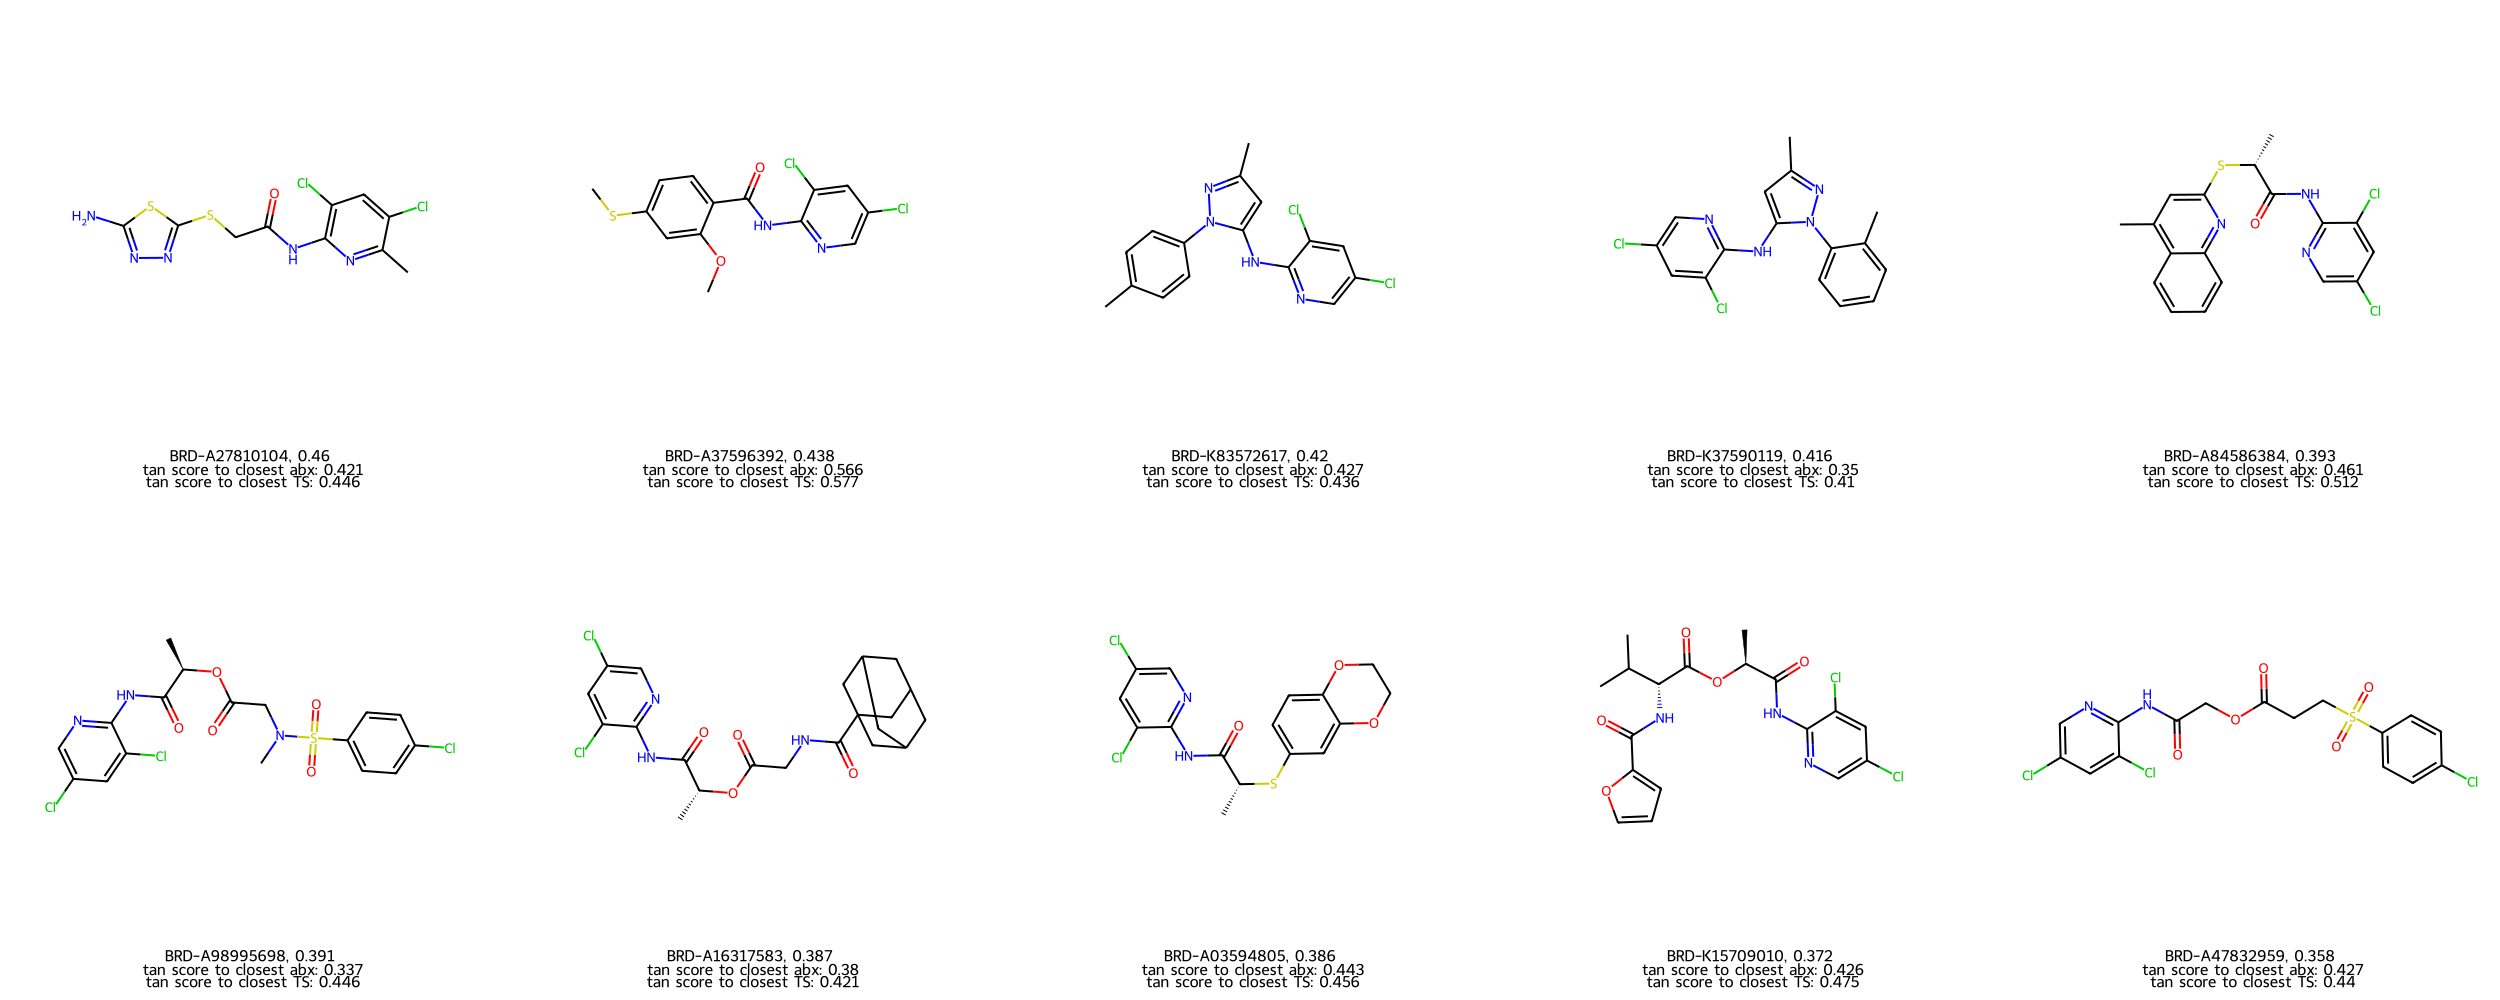 BRD-A27810104, 0.46
tan score to closest abx: 0.421
tan score to closest TS: 0.446
BRD-A37596392, 0.438
tan score to closest abx: 0.566
tan score to closest TS: 0.577
BRD-K83572617, 0.42
tan score to closest abx: 0.427
tan score to closest TS: 0.436
BRD-K37590119, 0.416
tan score to closest abx: 0.35
tan score to closest TS: 0.41
BRD-A84586384, 0.393
tan score to closest abx: 0.461
tan score to closest TS: 0.512
BRD-A98995698, 0.391
tan score to closest abx: 0.337
tan score to closest TS: 0.446
BRD-A16317583, 0.387
tan score to closest abx: 0.38
tan score to closest TS: 0.421
BRD-A03594805, 0.386
tan score to closest abx: 0.443
tan score to closest TS: 0.456
BRD-K15709010, 0.372
tan score to closest abx: 0.426
tan score to closest TS: 0.475
BRD-A47832959, 0.358
tan score to closest abx: 0.427
tan score to closest TS: 0.44